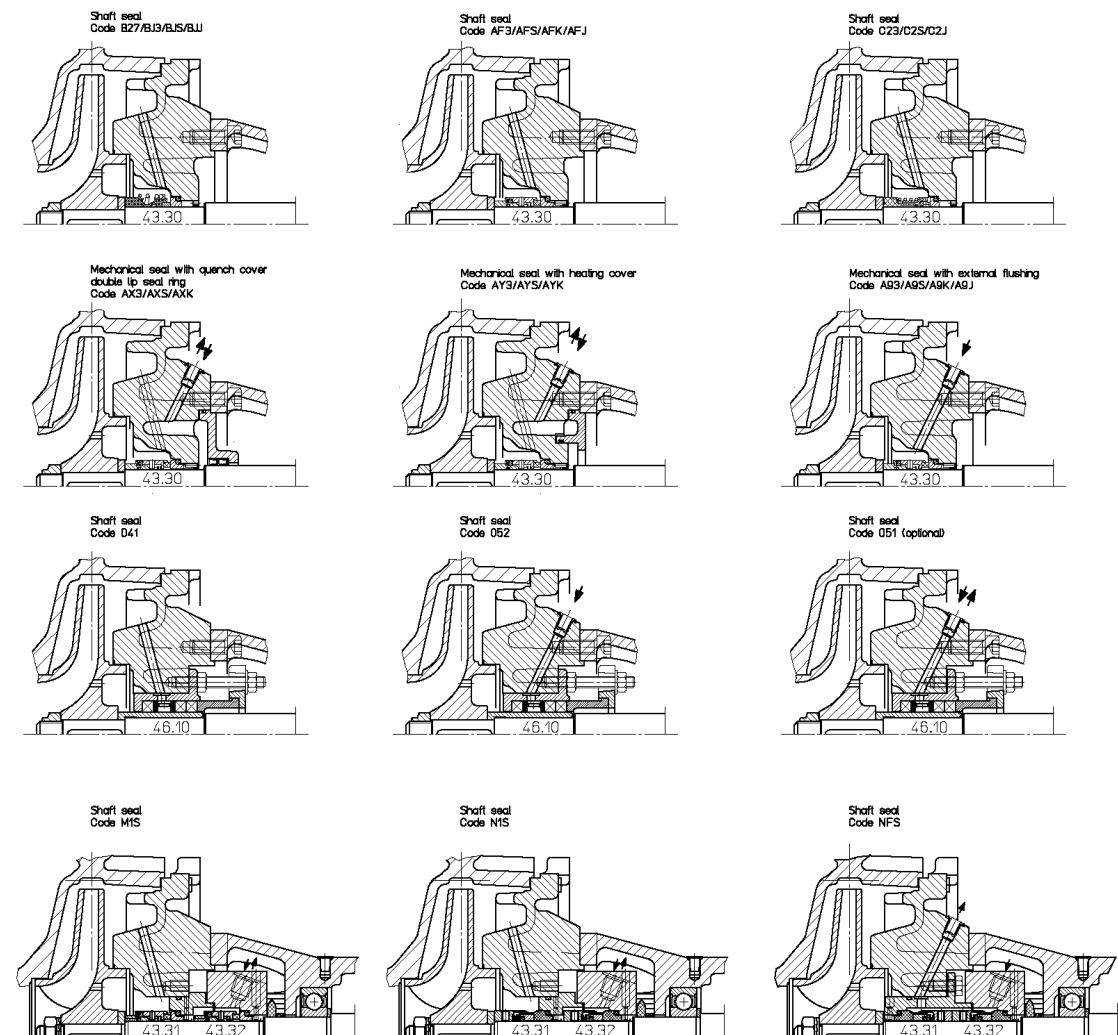 Shaft seal
Code B27/BJ3/BJS/BJJ
Shaft seal
Code AF3/AFS/AFK/AFJ
Shaft seal
Code C23/C2S/C2J
43.30
43.30
43.30
Mechanical seal with quench cover
double lip seal ring
Code AX3/AXS/AXK
Mechanical seal with heating cover
Code AY3/AYS/AYK
Mechanical seal with external flushing
Code A93/A9S/A9K/A9J
43.30
43.30
43.30
Shaft seal
Code 041
Shaft seal
Code 052
Shaft seal
Code 051 (optional)
46.10
46.10
46.10
Shaft seal
Code M1S
Shaft seal
Code N1S
Shaft seal
Code NFS
43.31 43.32
43.31 43.32
43.31 43.32